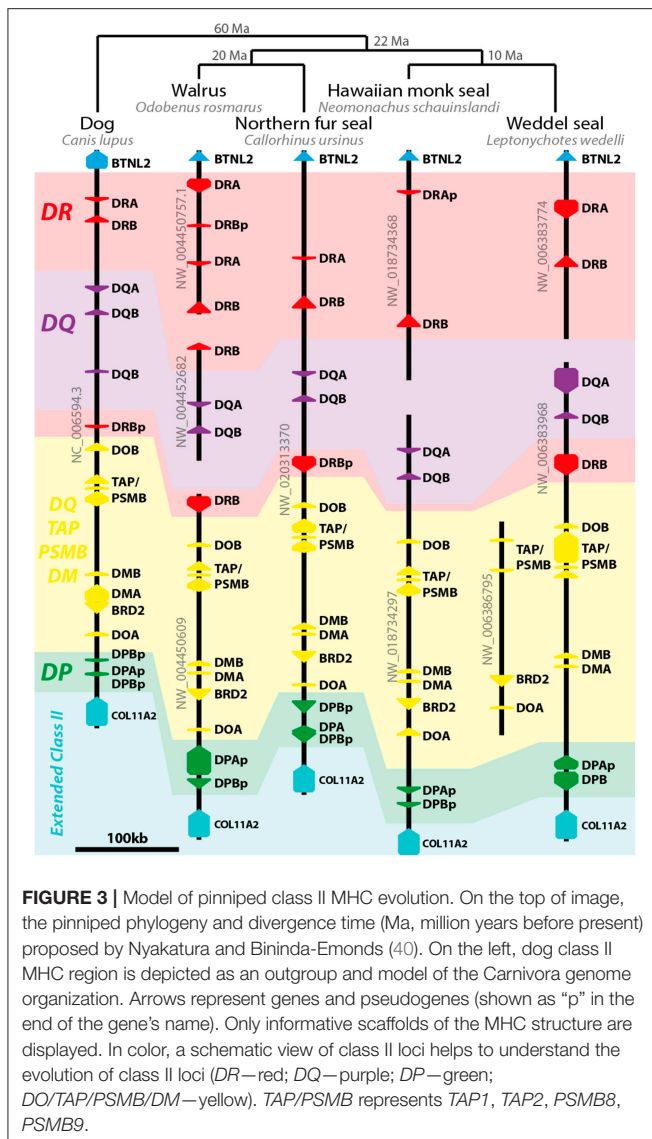 60 Ma
22 Ma
20 Ma
10 Ma
Walrus
Odobenus rosmarus
Hawaiian monk seal
Neomonachus schauinslandi
Dog
Canis lupus
Northern fur seal
Callorhinus ursinus
Weddel seal
Leptonychotes wedelli
DR
DQ
DQ
TAP
PSMB
DM
DP
Extended Class II
100kb
NC_006594.3
BTNL2
DRA
DRB
DQA
DQB
DQB
DRBp
DOB
TAP/
PSMB
DMB
DMA
BRD2
DOA
DPBp
DPAp
DPBp
COL11A2
NW_004450757.1
NW_004452682
NW_004450609
BTNL2
DRA
DRBp
DRA
DRB
DRB
DQA
DQB
DRB
DOB
TAP/
PSMB
DMB
DMA
BRD2
DOA
DPAp
DPBp
COL11A2
NW_020313370
BTNL2
DRA
DRB
DQA
DQB
DRBp
DOB
TAP/
PSMB
DMB
DMA
BRD2
DOA
DPBp
DPA
DPBp
COL11A2
NW_018734368
NW_018734297
BTNL2
DRAp
DRB
DQA
DQB
DOB
TAP/
PSMB
DMB
DMA
BRD2
DOA
DPAp
DPBp
COL11A2
NW_006386795
TAP/
PSMB
BRD2
DOA
NW_006383774
NW_006383968
BTNL2
DRA
DRB
DQA
DQB
DRB
DOB
TAP/
PSMB
DMB
DMA
DPAp
DPB
COL11A2
FIGURE 3 | Model of pinniped class II MHC evolution. On the top of image,
the pinniped phylogeny and divergence time (Ma, million years before present)
proposed by Nyakatura and Bininda-Emonds (40). On the left, dog class II
MHC region is depicted as an outgroup and model of the Carnivora genome
organization. Arrows represent genes and pseudogenes (shown as “p” in the
end of the gene’s name). Only informative scaffolds of the MHC structure are
displayed. In color, a schematic view of class II loci helps to understand the
evolution of class II loci (DR—red; DQ—purple; DP—green;
DO/TAP/PSMB/DM—yellow). TAP/PSMB represents TAP1, TAP2, PSMB8,
PSMB9.